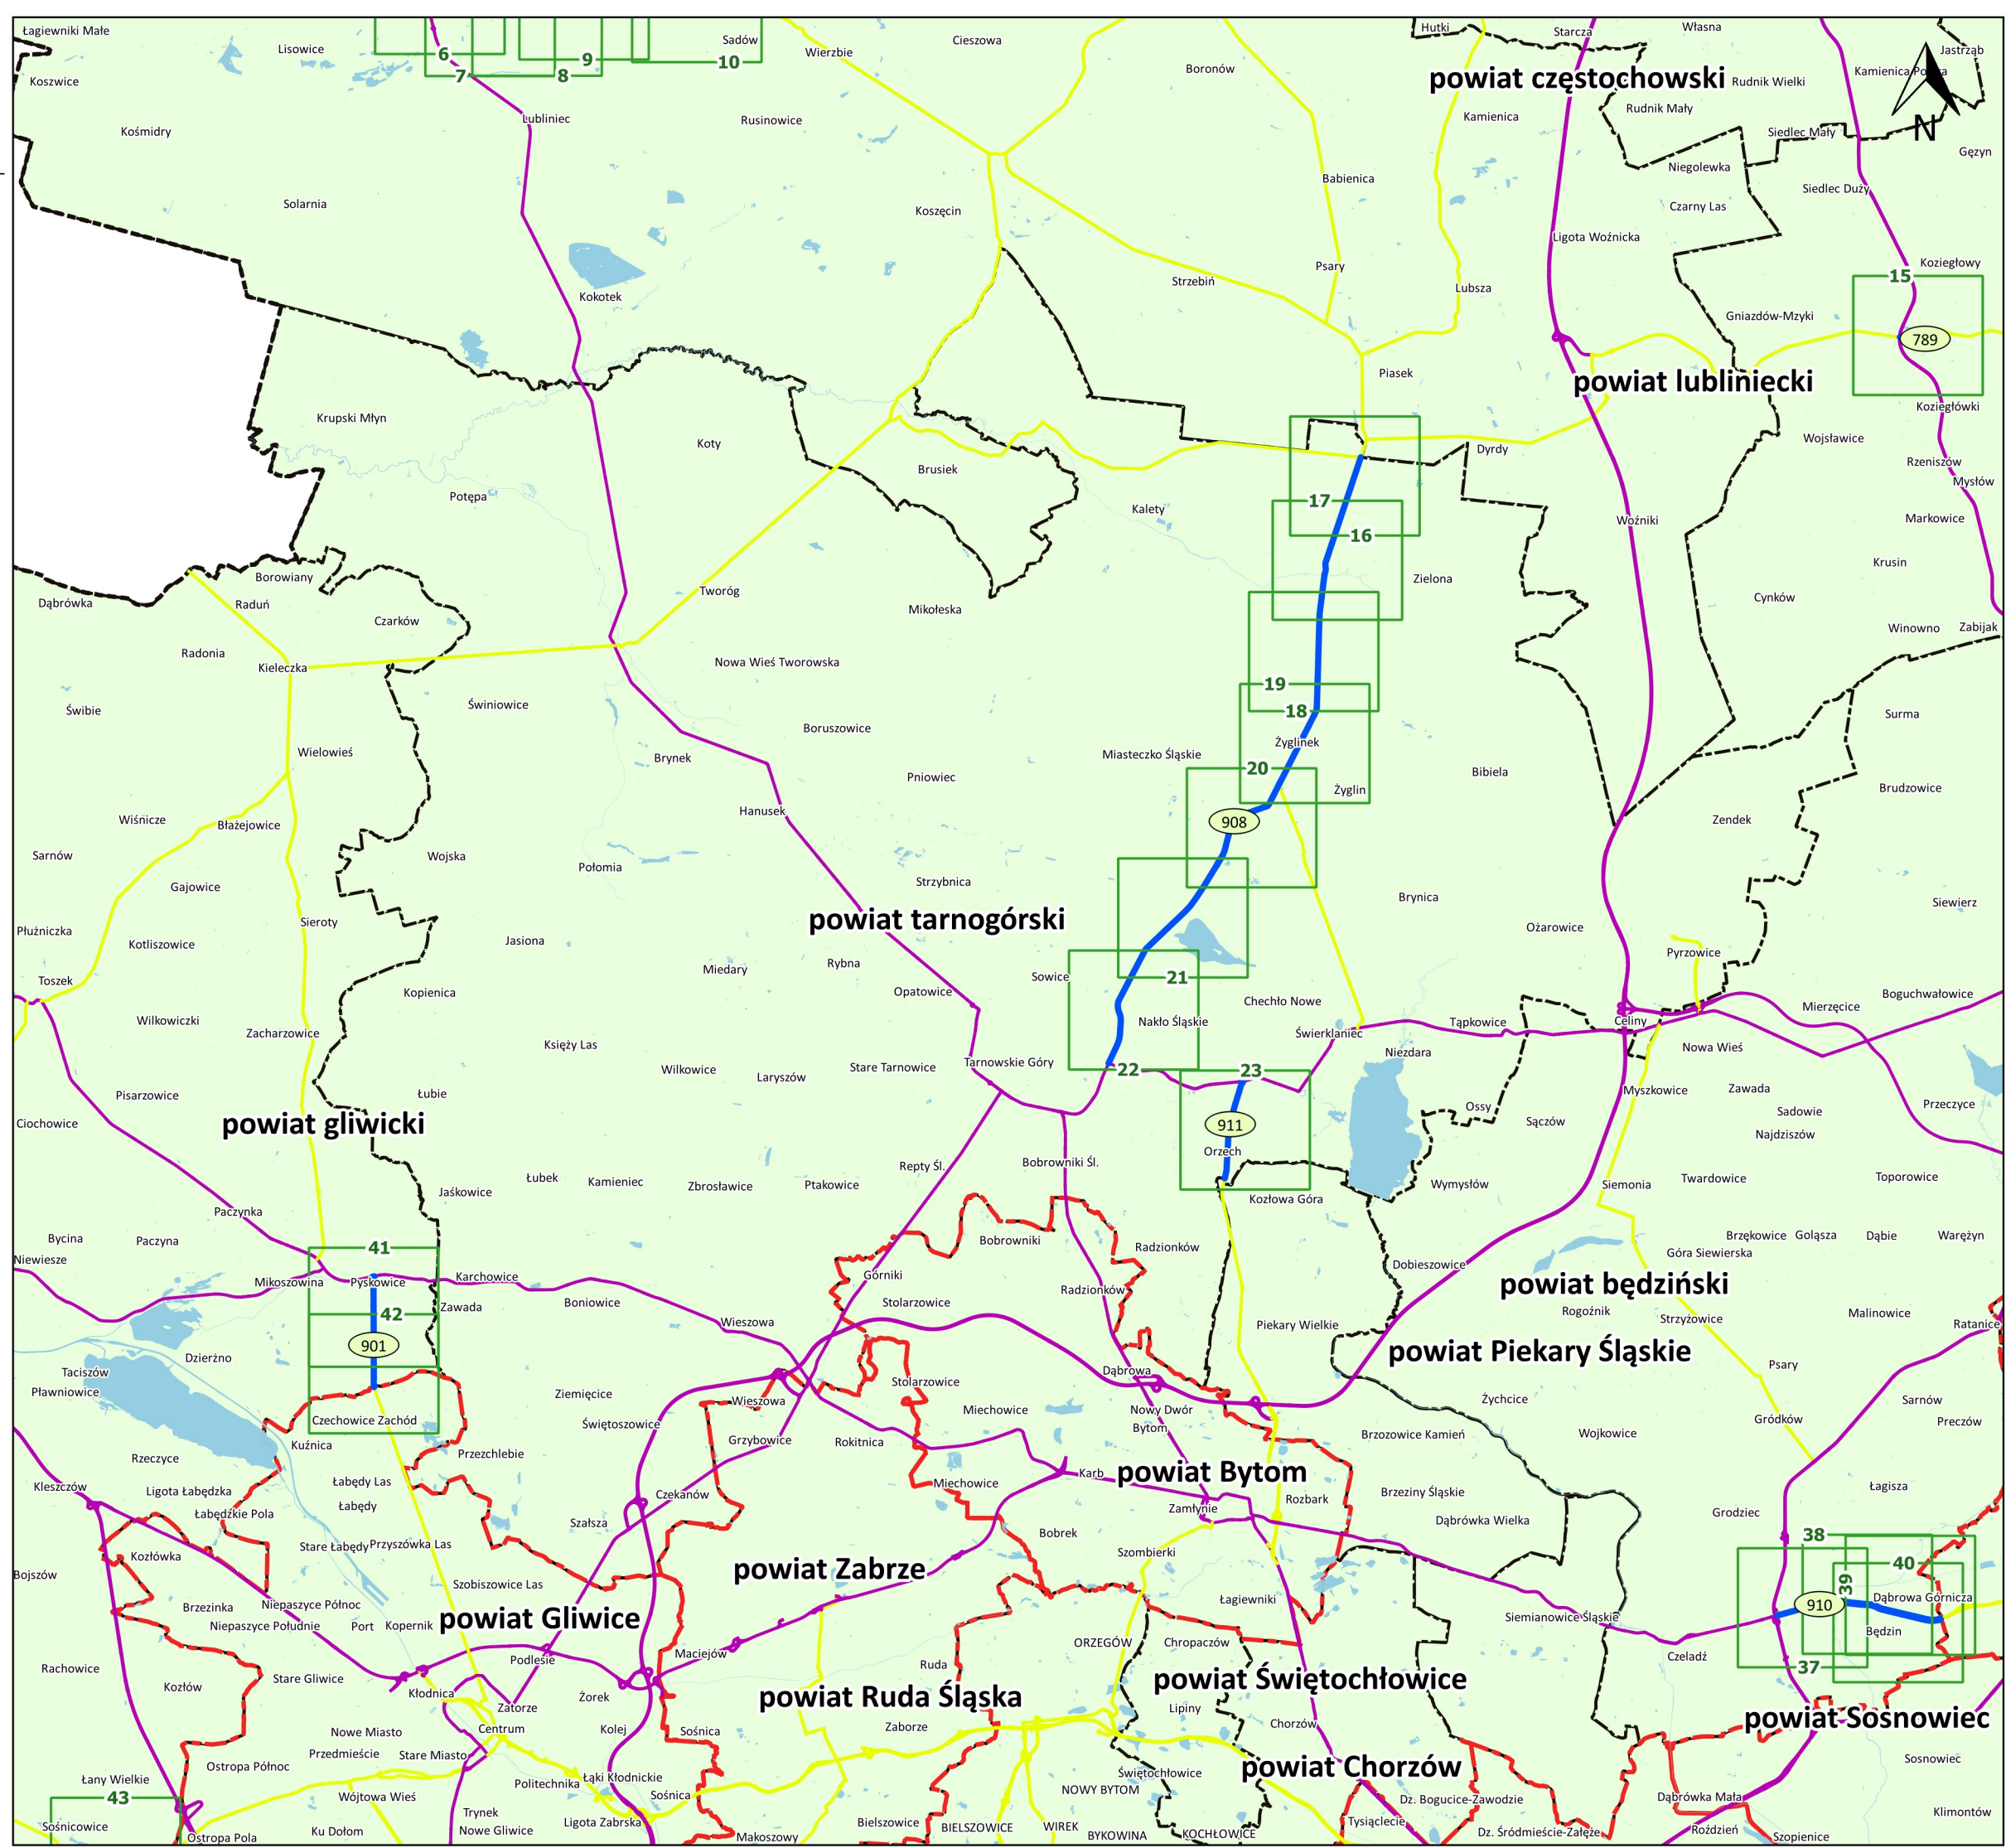 Łagiewniki Małe
Lisowice
6
7
8
9
10
Sadów
Wierzbie
Cieszowa
Hutki
Starcza
Własna
Jastrząb
Koszwice
Boronów
powiat częstochowski
Rudnik Wielki
Kamienica
Rudnik Mały
N
Kośmidry
Lubliniec
Rusinowice
Siedlec Mały
Gęzyn
Niegolewka
Babienica
Siedlec Duży
Solarnia
Koszęcin
Czarny Las
Ligota Woźnicka
Psary
Koziegłowy
15
Kokotek
Strzebiń
Lubsza
Gniazdów-Mzyki
789
Piasek
powiat lubliniecki
Koziegłówki
Krupski Młyn
Koty
Wojsławice
Dyrdy
Brusiek
Rzeniszów
Potępa
17
Mysłów
Kalety
16
Woźniki
Markowice
Krusin
Borowiany
Zielona
Dąbrówka
Raduń
Tworóg
Mikołeska
Cynków
Czarków
Winowno
Zabijak
Radonia
Kieleczka
Nowa Wieś Tworowska
19
Świbie
Świniowice
18
Surma
Boruszowice
Żyglinek
Wielowieś
Brynek
Miasteczko Śląskie
20
Bibiela
Pniowiec
Żyglin
Brudzowice
Hanusek
Wiśnicze
Błażejowice
908
Zendek
Sarnów
Wojska
Połomia
Strzybnica
Gajowice
Brynica
Siewierz
Sieroty
powiat tarnogórski
Płużniczka
Kotliszowice
Jasiona
Ożarowice
Pyrzowice
Toszek
Miedary
Rybna
Sowice
21
Kopienica
Opatowice
Chechło Nowe
Boguchwałowice
Mierzęcice
Wilkowiczki
Zacharzowice
Nakło Śląskie
Świerklaniec
Tąpkowice
Celiny
Księży Las
Niezdara
Nowa Wieś
Wilkowice
Laryszów
Stare Tarnowice
Tarnowskie Góry
22
23
Pisarzowice
Łubie
Myszkowice
Zawada
Przeczyce
Ciochowice
powiat gliwicki
Ossy
Sączów
Sadowie
911
Najdziszów
Orzech
Łubek
Kamieniec
Zbrosławice
Ptakowice
Repty Śl.
Bobrowniki Śl.
Jaśkowice
Kozłowa Góra
Wymysłów
Siemonia
Twardowice
Toporowice
Paczynka
Bycina
Paczyna
41
Bobrowniki
Radzionków
Brzękowice
Goląsza
Dąbie
Warężyn
Góra Siewierska
Niewiesze
Mikoszowina
Pyskowice
Karchowice
Górniki
Dobieszowice
powiat będziński
42
Zawada
Boniowice
Stolarzowice
Radzionków
Rogoźnik
Strzyżowice
Malinowice
Wieszowa
Piekary Wielkie
Ratanice
901
Dzierżno
powiat Piekary Śląskie
Taciszów
Dąbrowa
Psary
Pławniowice
Ziemięcice
Stolarzowice
Wieszowa
Żychcice
Sarnów
Czechowice Zachód
Świętoszowice
Miechowice
Nowy Dwór
Bytom
Gródków
Preczów
Kuźnica
Grzybowice
Rokitnica
Brzozowice Kamień
Wojkowice
Rzeczyce
Przezchlebie
powiat Bytom
Kleszczów
Ligota Łabędzka
Łabędy Las
Karb
Łagisza
Łabędzkie Pola
Łabędy
Czekanów
Miechowice
Zamłynie
Rozbark
Brzeziny Śląskie
Grodziec
Szałsza
Bobrek
Dąbrówka Wielka
38
Kozłówka
Stare Łabędy
Przyszówka Las
Szombierki
39
40
Bojszów
powiat Zabrze
Szobiszowice Las
Brzezinka
Niepaszyce Północ
Łagiewniki
910
Dąbrowa Górnicza
Niepaszyce Południe
Port
Kopernik
powiat Gliwice
Siemianowice Śląskie
Będzin
Rachowice
Podlesie
Maciejów
ORZEGÓW
Chropaczów
Czeladź
37
Stare Gliwice
Ruda
powiat Świętochłowice
Kozłów
Kłodnica
Żorek
powiat Ruda Śląska
Zatorze
Lipiny
powiat Sosnowiec
Nowe Miasto
Centrum
Kolej
Sośnica
Zaborze
Chorzów
Przedmieście
Stare Miasto
Sosnowiec
Ostropa Północ
powiat Chorzów
Łany Wielkie
Politechnika
Łąki Kłodnickie
Świętochłowice
43
Wójtowa Wieś
Sośnica
NOWY BYTOM
Dz. Bogucice-Zawodzie
Dąbrówka Mała
Sośnicowice
Trynek
Ligota Zabrska
Bielszowice
BIELSZOWICE
WIREK
Tysiąclecie
Klimontów
Ostropa Pola
Ku Dołom
Nowe Gliwice
Makoszowy
BYKOWINA
KOCHŁOWICE
Dz. Śródmieście-Załęże
Roździeń
Szopienice